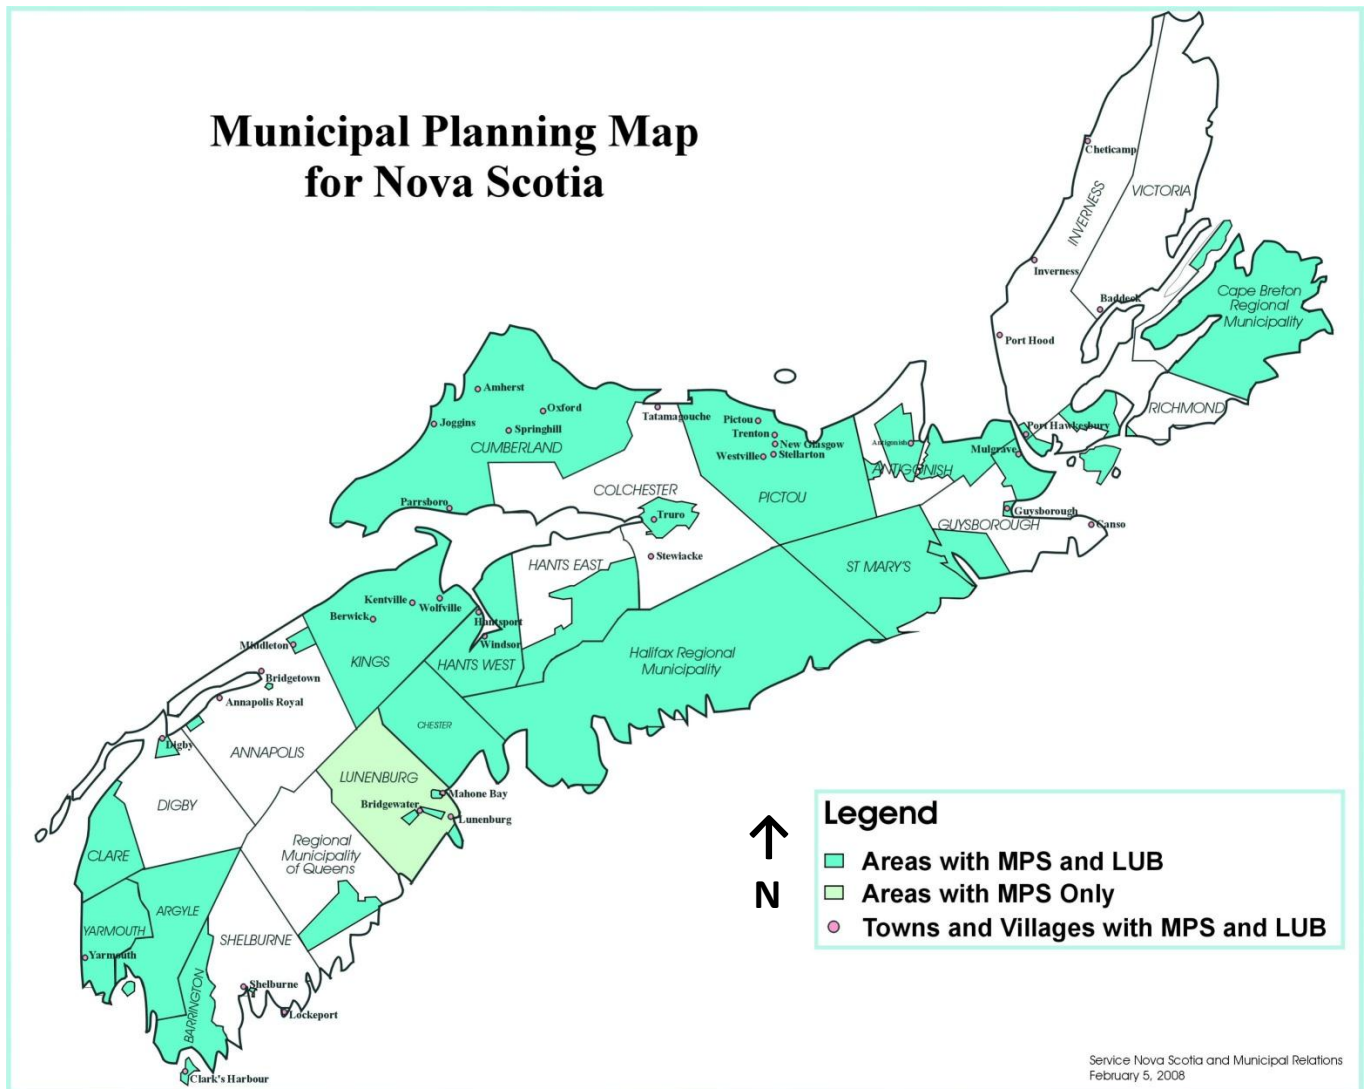 Municipal Planning Map
for Nova Scotia
Cheticamp
INVERNESS
VICTORIA
Inverness
Baddeck
Cape Breton
Regional
Municipality
Port Hood
RICHMOND
Port Hawkesbury
Amherst
Oxford
Joggins
Springhill
CUMBERLAND
Parrsboro
Tatamagouche
Pictou
Trenton
New Glasgow
Westville
Stellarton
PICTOU
Antigonish
ANTIGONISH
Mulgrave
Guysborough
GUYSBOROUGH
Canso
COLCHESTER
Truro
Stewiacke
HANTS EAST
ST MARY'S
Kentville
Wolfville
Berwick
Hantsport
Windsor
KINGS
HANTS WEST
Halifax Regional
Municipality
Middleton
Bridgetown
Annapolis Royal
CHESTER
Digby
ANNAPOLIS
LUNENBURG
Mahone Bay
Bridgewater
Lunenburg
DIGBY
Regional
Municipality
of Queens
CLARE
ARGYLE
YARMOUTH
Yarmouth
SHELBURNE
BARRINGTON
Shelburne
Lockeport
Clark's Harbour
N
Legend
Areas with MPS and LUB
Areas with MPS Only
Towns and Villages with MPS and LUB
Service Nova Scotia and Municipal Relations
February 5, 2008